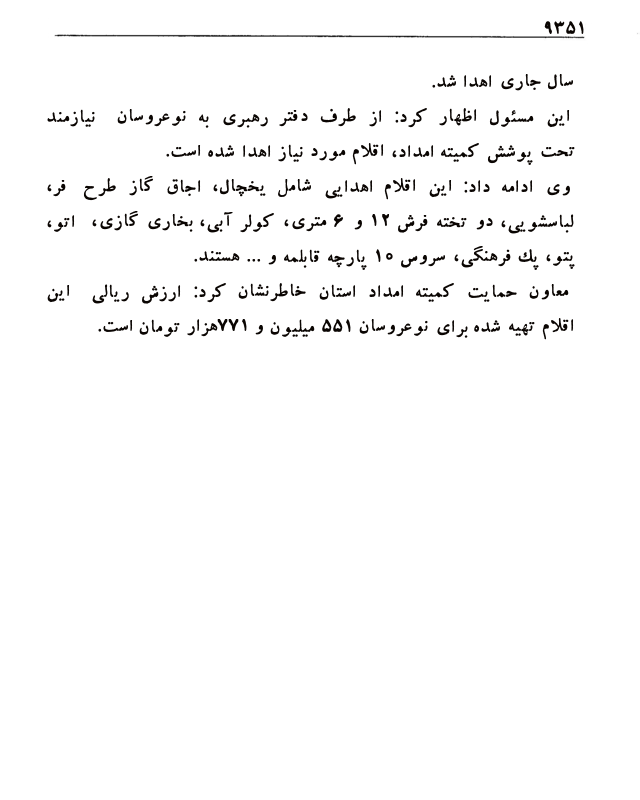 ۹۳۵۱
سال جاری اهدا شد.
این مسئول اظهار کرد: از طرف دفتر رهبری به نوعروسان نیازمند
تحت پوشش کمیته امداد، اقلام مورد نیاز اهدا شده است.
وی ادامه داد: این اقلام اهدایی شامل یخچال، اجاق گاز طرح فر،
لباسشویی، دو تخته فرش ۱۲ و ۶ متری، کولر آبی، بخاری گازی، اتو،
پتو، پك فرهنگی، سروس ۱۰ پارچه قابلمه و ... هستند.
معاون حمایت کمیته امداد استان خاطرنشان کرد: ارزش ریالی این
اقلام تهیه شده برای نوعروسان ۵۵۱ میلیون و ۷۷۱هزار تومان است.